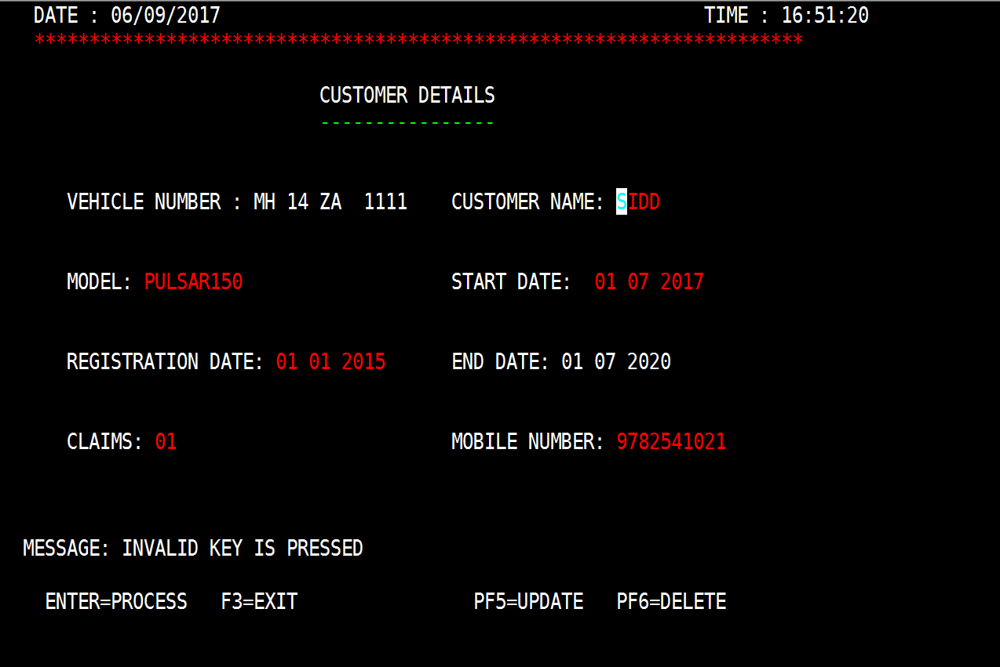 DATE : 06/09/2017 TIME : 16:51:20
**********************************************************************
CUSTOMER DETAILS
----------------
VEHICLE NUMBER : MH 14 ZA  1111 CUSTOMER NAME: SIDD
MODEL: PULSAR150 START DATE:  01 07 2017
REGISTRATION DATE: 01 01 2015 END DATE: 01 07 2020
CLAIMS: 01 MOBILE NUMBER: 9782541021
MESSAGE: INVALID KEY IS PRESSED
ENTER=PROCESS   F3=EXIT PF5=UPDATE   PF6=DELETE